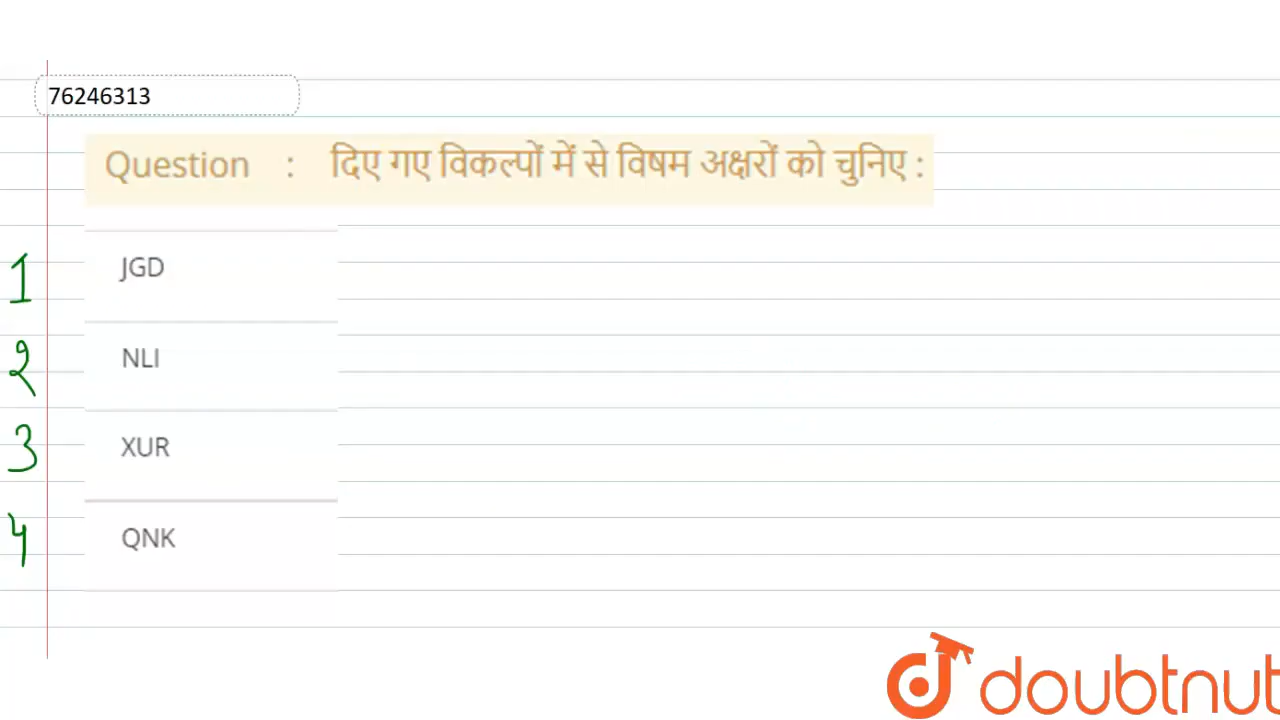 76246313
Question : दिए गए विकल्पों में से विषम अक्षरों को चुनिए :
1 JGD
2 NLI
3 XUR
4 QNK
doubtnut